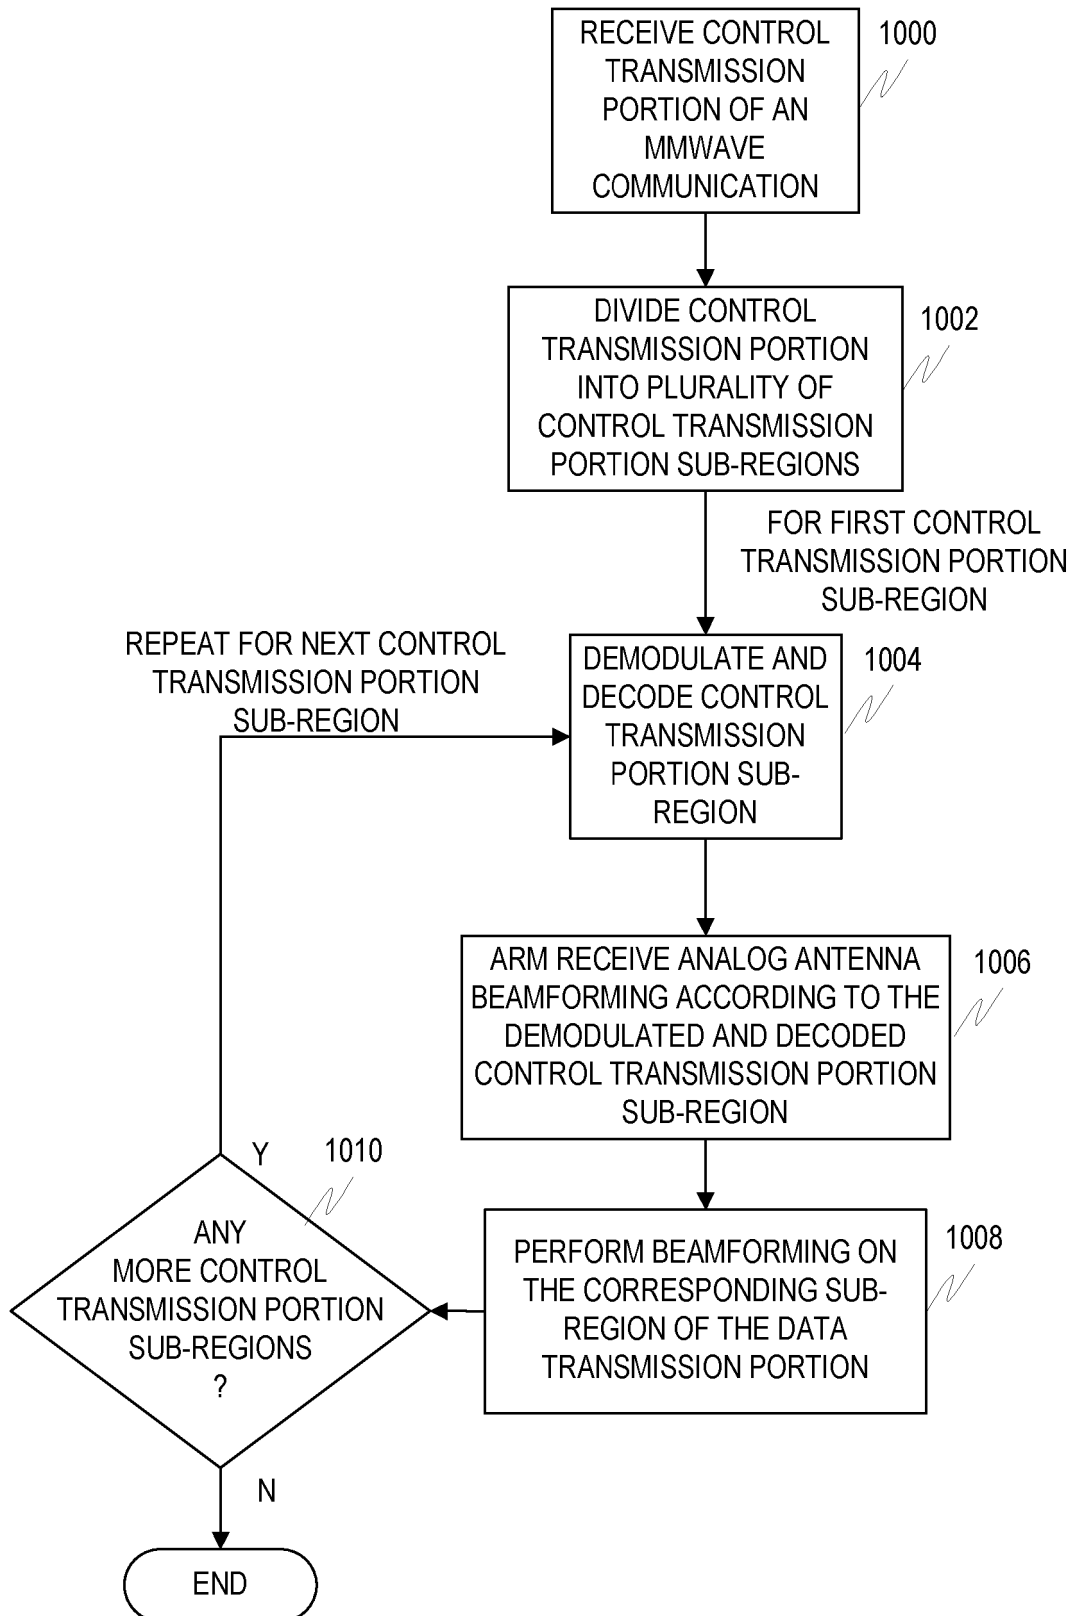 RECEIVE CONTROL
TRANSMISSION
PORTION OF AN
MMWAVE
COMMUNICATION
1000
DIVIDE CONTROL
TRANSMISSION PORTION
INTO PLURALITY OF
CONTROL TRANSMISSION
PORTION SUB-REGIONS
1002
FOR FIRST CONTROL
TRANSMISSION PORTION
SUB-REGION
REPEAT FOR NEXT CONTROL
TRANSMISSION PORTION
SUB-REGION
DEMODULATE AND
DECODE CONTROL
TRANSMISSION
PORTION SUB-
REGION
1004
ARM RECEIVE ANALOG ANTENNA
BEAMFORMING ACCORDING TO THE
DEMODULATED AND DECODED
CONTROL TRANSMISSION PORTION
SUB-REGION
1006
PERFORM BEAMFORMING ON
THE CORRESPONDING SUB-
REGION OF THE DATA
TRANSMISSION PORTION
1008
Y
1010
ANY
MORE CONTROL
TRANSMISSION PORTION
SUB-REGIONS
?
N
END